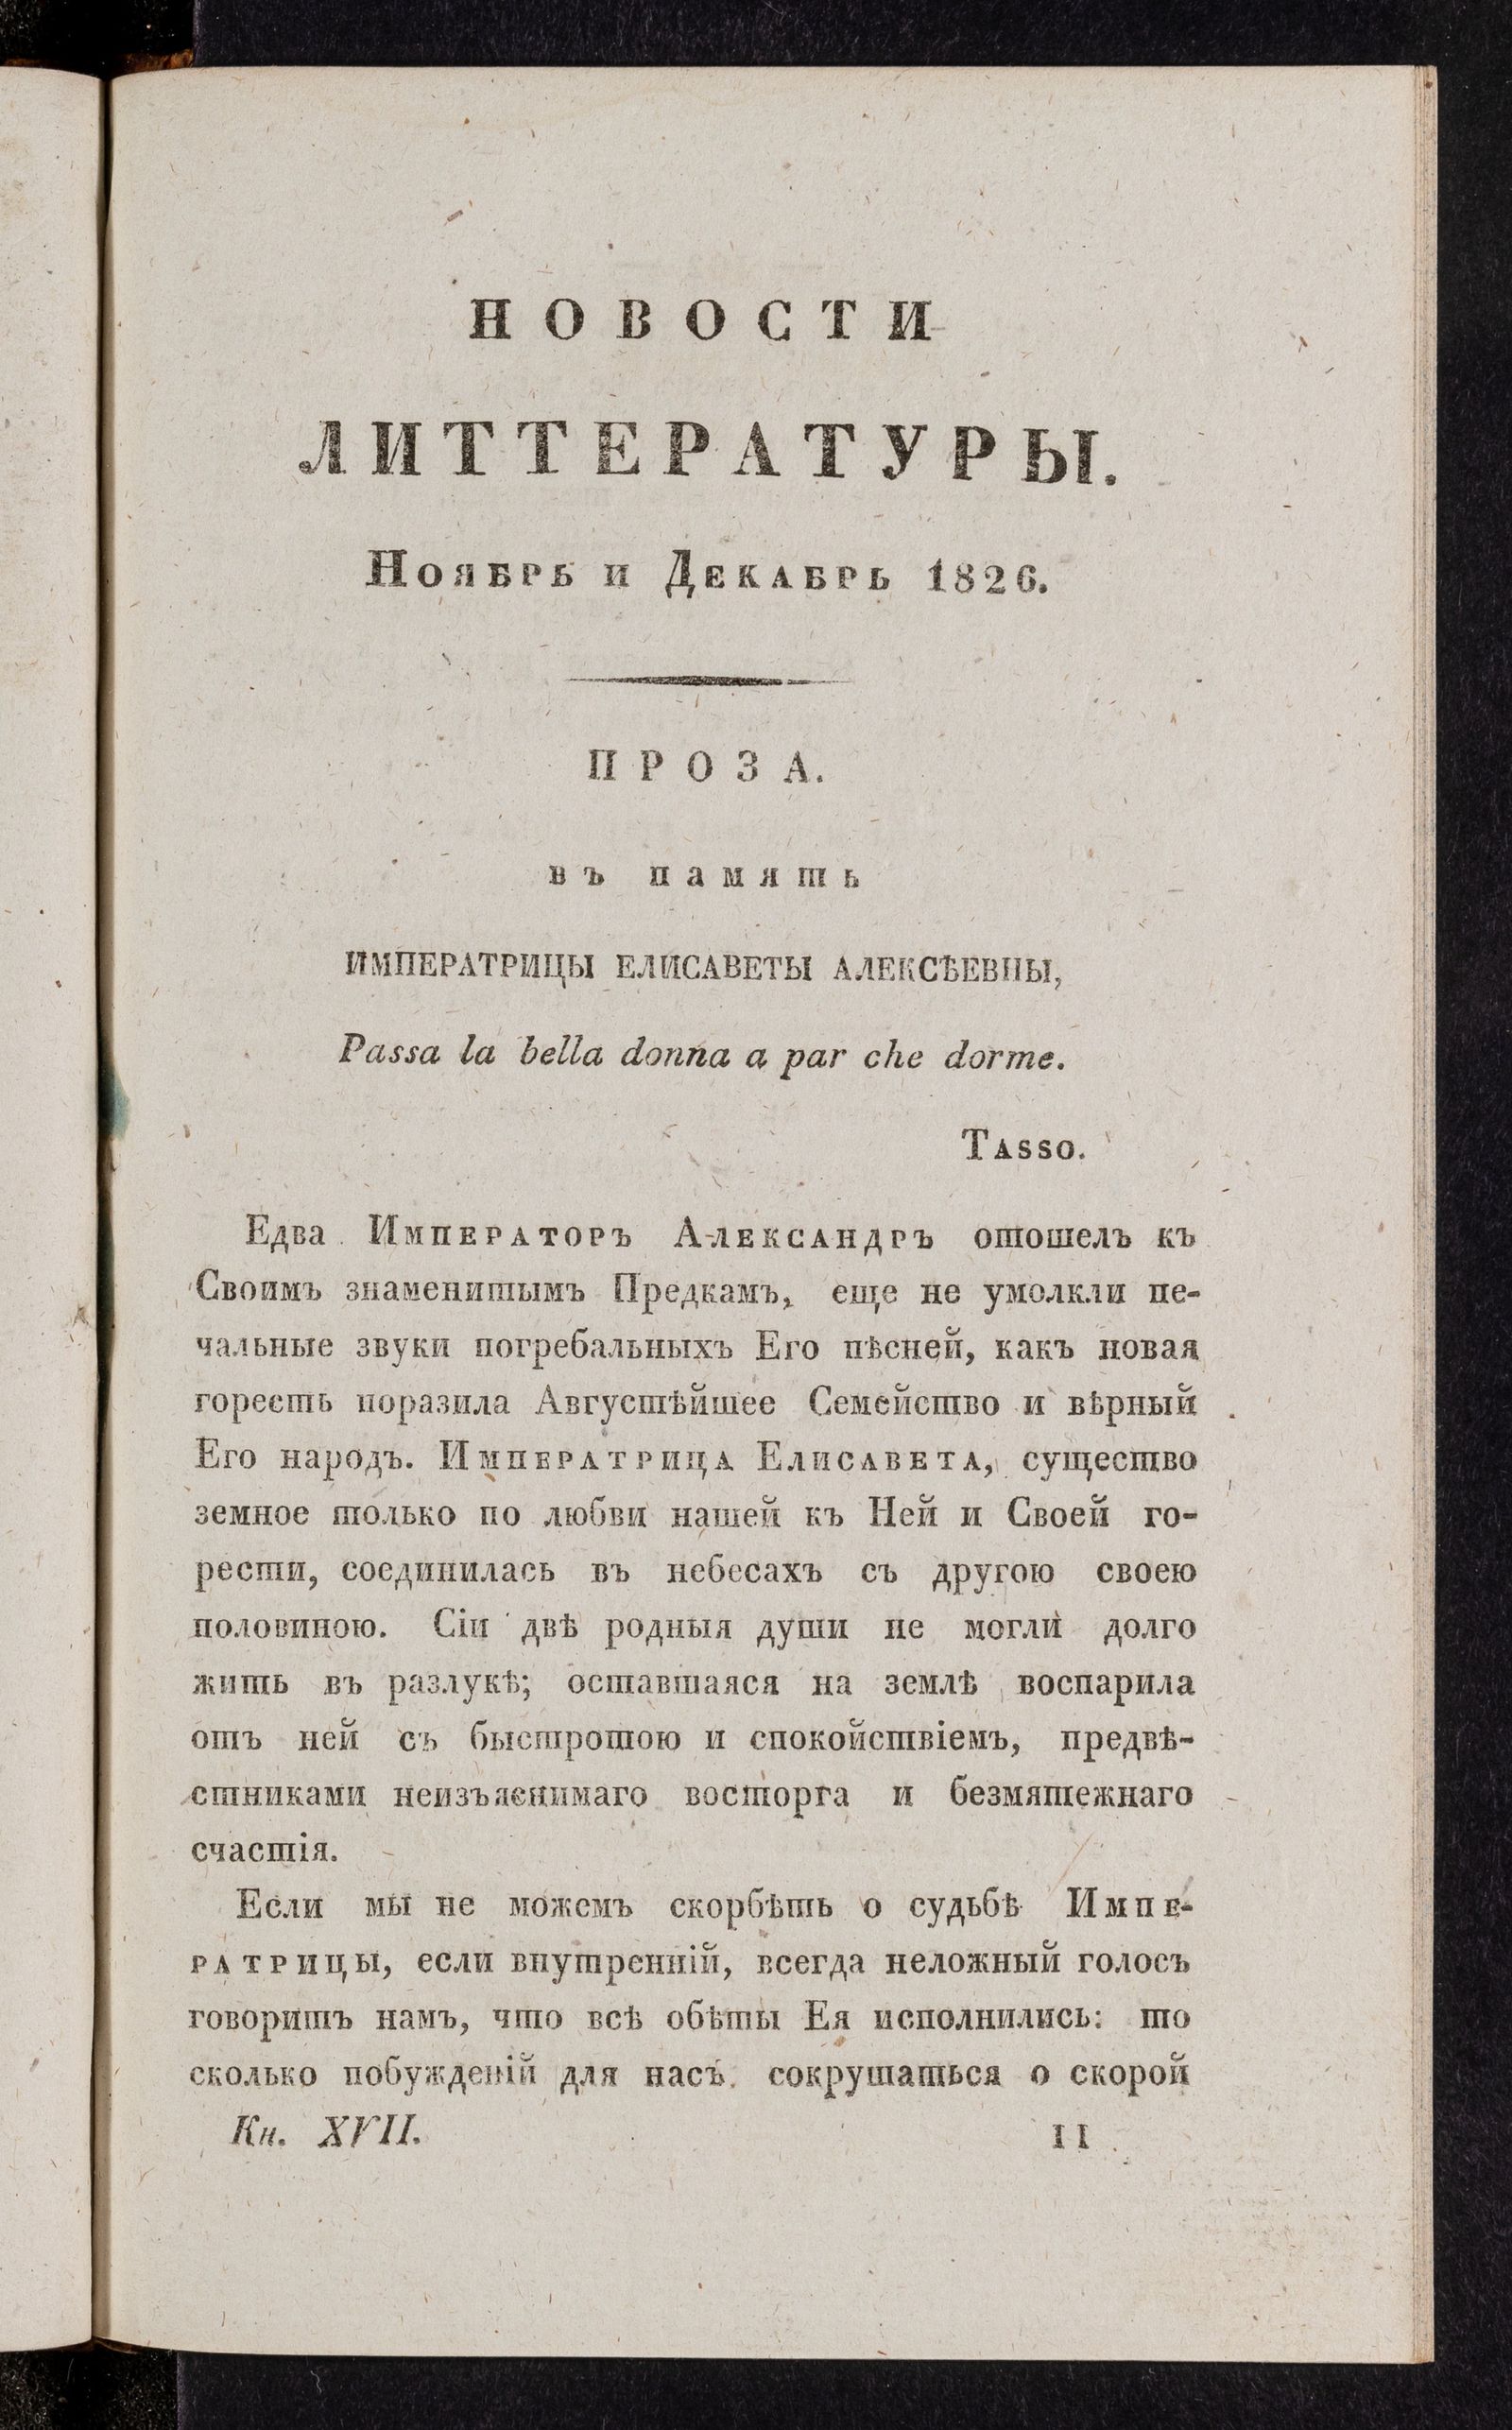 НОВОСТИ
ЛИТТЕРАТУРЫ.
Ноябрь и Декабрь 1826.
ПРОЗА.
въ память
ИМПЕРАТРИЦЫ ЕЛИСАВЕТЫ АЛЕКСѢЕВНЫ,
Passa la bella donna a par che dorme.
Tasso.
Едва Императоръ Александръ отошелъ къ
Своимъ знаменитымъ Предкамъ, еще не умолкли пе-
чальные звуки погребальныхъ Его пѣсней, какъ новая
горесть поразила Августѣйшее Семейство и вѣрный
Его народъ. Императрица Елисавета, существо
земное только по любви нашей къ Ней и Своей го-
рести, соединилась въ небесахъ съ другою своею
половиною. Сіи двѣ родныя души не могли долго
жить въ разлукѣ; оставшаяся на землѣ воспарила
отъ ней съ быстротою и спокойствіемъ, предвѣ-
стниками неизъяснимаго восторга и безмятежнаго
счастія.
Если мы не можемъ скорбѣть о судьбѣ Импе-
ратрицы, если внутренній, всегда неложный голосъ
говоритъ намъ, что всѣ обѣты Ея исполнились: то
сколько побужденій для насъ сокрушаться о скорой
Кн. XVII. 11